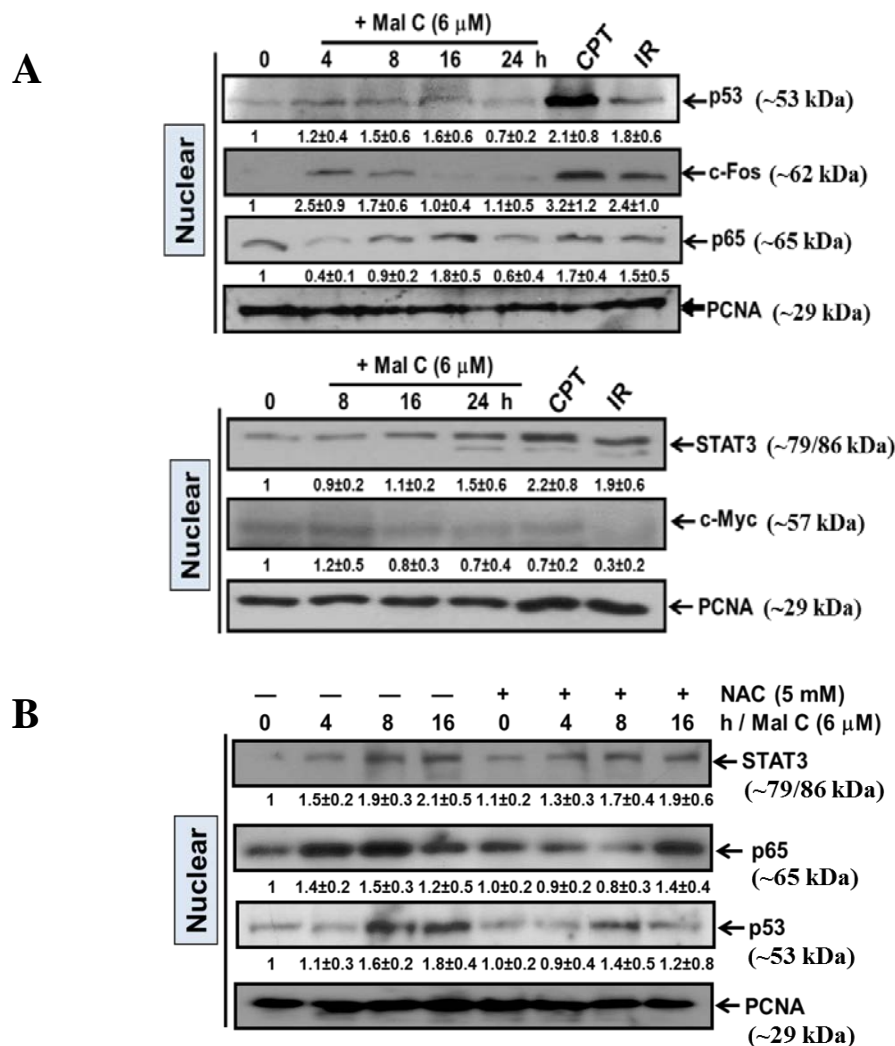 A
+ Mal C (6 μM)
0 4 8 16 24 h CPT IR
Nuclear
p53 (~53 kDa)
1 1.2±0.4 1.5±0.6 1.6±0.6 0.7±0.2 2.1±0.8 1.8±0.6
c-Fos (~62 kDa)
1 2.5±0.9 1.7±0.6 1.0±0.4 1.1±0.5 3.2±1.2 2.4±1.0
p65 (~65 kDa)
1 0.4±0.1 0.9±0.2 1.8±0.5 0.6±0.4 1.7±0.4 1.5±0.5
PCNA (~29 kDa)
+ Mal C (6 μM)
0 8 16 24 h CPT IR
Nuclear
STAT3 (~79/86 kDa)
1 0.9±0.2 1.1±0.2 1.5±0.6 2.2±0.8 1.9±0.6
c-Myc (~57 kDa)
1 1.2±0.5 0.8±0.3 0.7±0.4 0.7±0.2 0.3±0.2
PCNA (~29 kDa)
B
— — — — + + + + NAC (5 mM)
0 4 8 16 0 4 8 16 h / Mal C (6 μM)
Nuclear
STAT3
(~79/86 kDa)
1 1.5±0.2 1.9±0.3 2.1±0.5 1.1±0.2 1.3±0.3 1.7±0.4 1.9±0.6
p65
(~65 kDa)
1 1.4±0.2 1.5±0.3 1.2±0.5 1.0±0.2 0.9±0.2 0.8±0.3 1.4±0.4
p53
(~53 kDa)
1 1.1±0.3 1.6±0.2 1.8±0.4 1.0±0.2 0.9±0.4 1.4±0.5 1.2±0.8
PCNA
(~29 kDa)